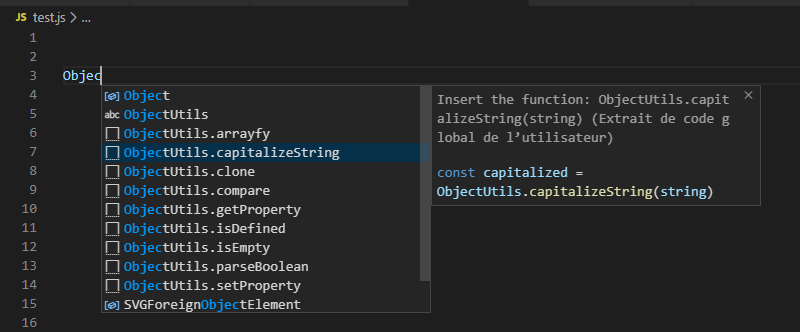 JS test.js > ...
1
2
3 Objec
4 Object
5 abc ObjectUtils
6 ObjectUtils.arrayfy
7 ObjectUtils.capitalizeString
8 ObjectUtils.clone
9 ObjectUtils.compare
10 ObjectUtils.getProperty
11 ObjectUtils.isDefined
12 ObjectUtils.isEmpty
13 ObjectUtils.parseBoolean
14 ObjectUtils.setProperty
15 SVGForeignObjectElement
16
Insert the function: ObjectUtils.capit
alizeString(string) (Extrait de code g
lobal de l’utilisateur)
const capitalized =
ObjectUtils.capitalizeString(string)